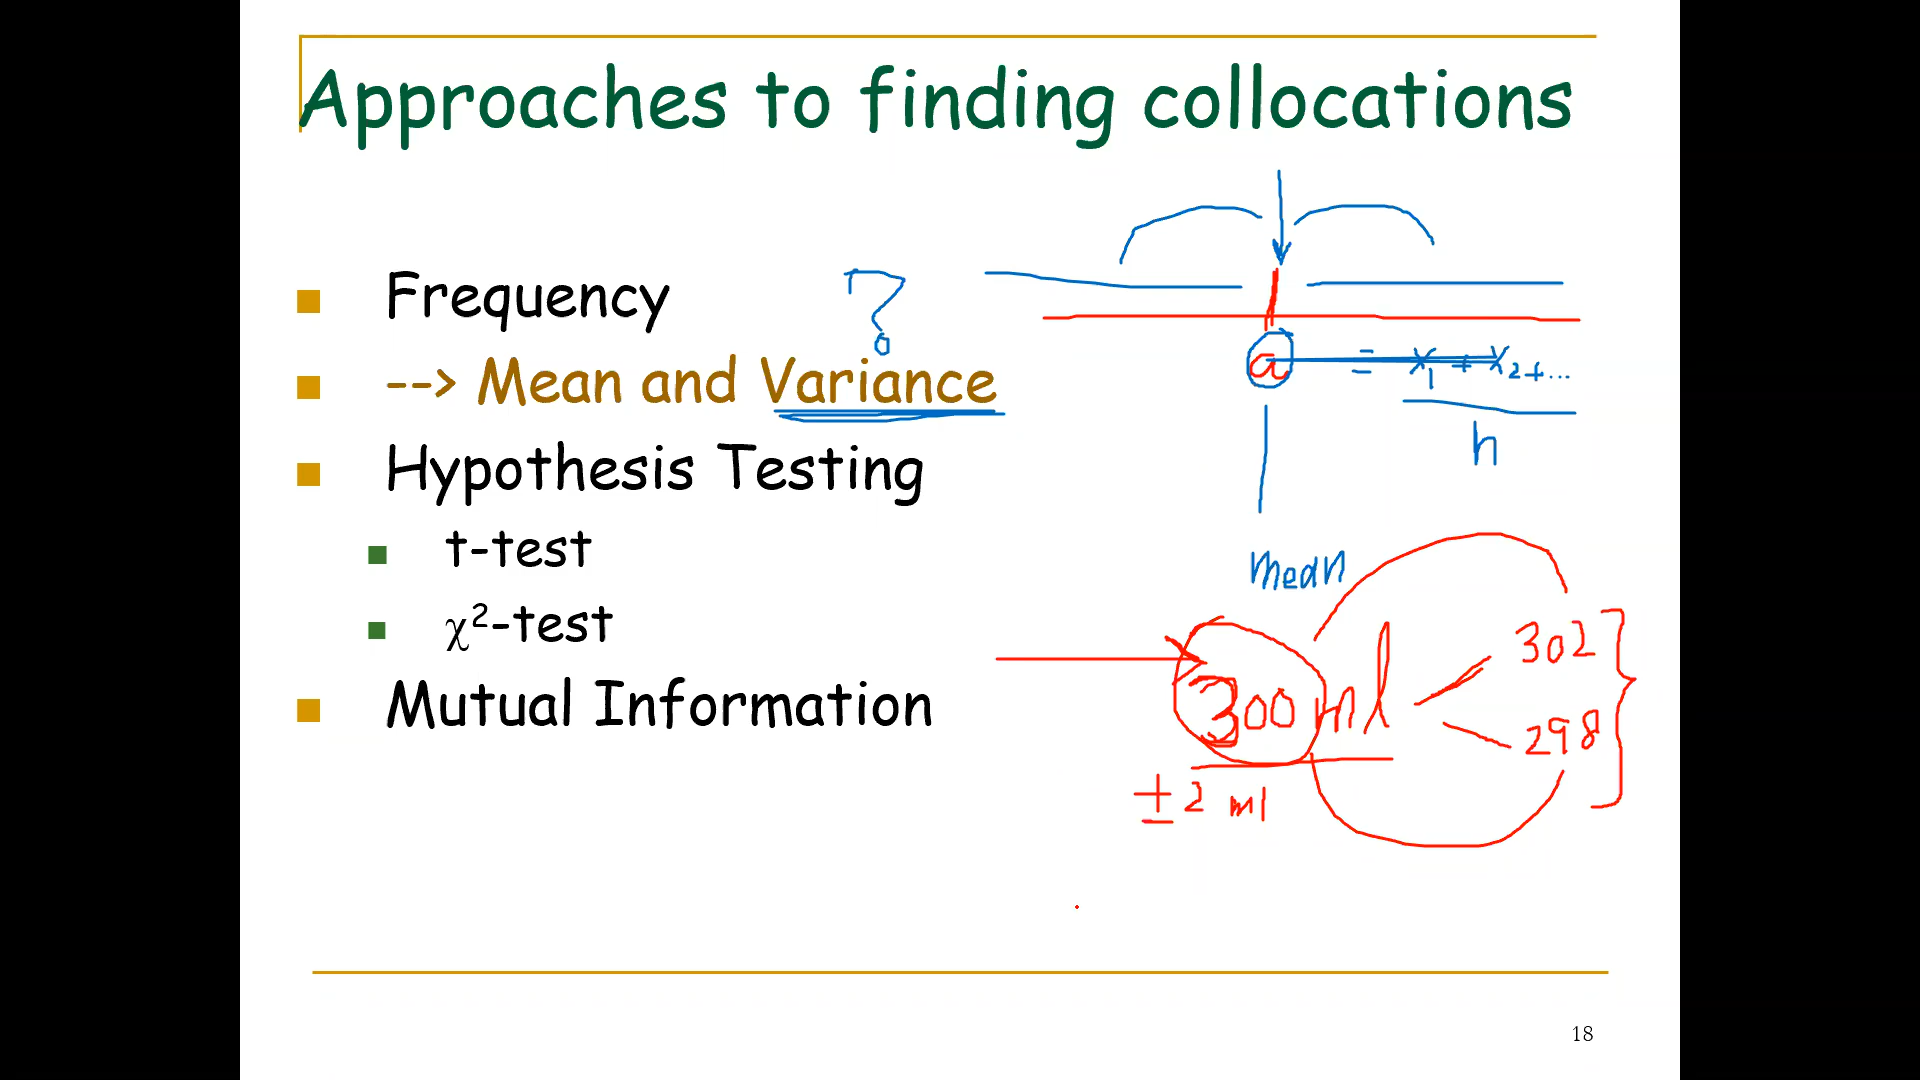 Approaches to finding collocations
Frequency
?
--> Mean and Variance
a = x₁ + x₂+...
n
Hypothesis Testing
t-test
mean
χ²-test
302
300 ml
298
Mutual Information
± 2 ml
18